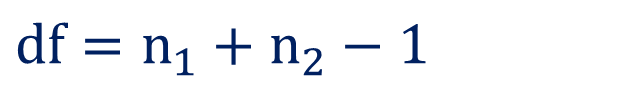 df = n₁ + n₂ − 1